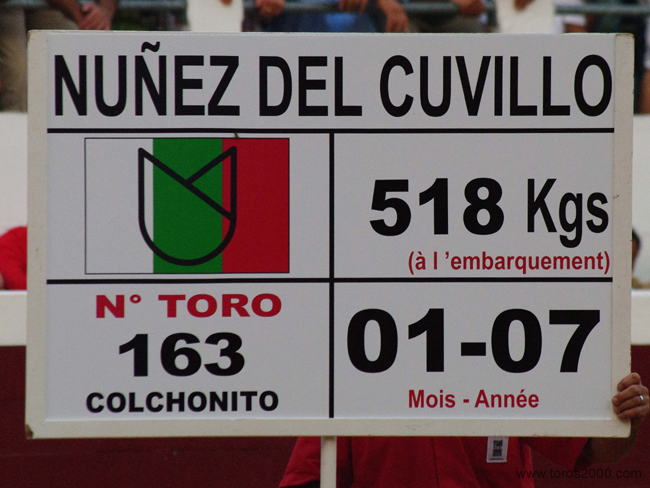 NUÑEZ DEL CUVILLO
518 Kgs
(à l 'embarquement)
N° TORO
163
COLCHONITO
01-07
Mois - Année
www.toros2000.com